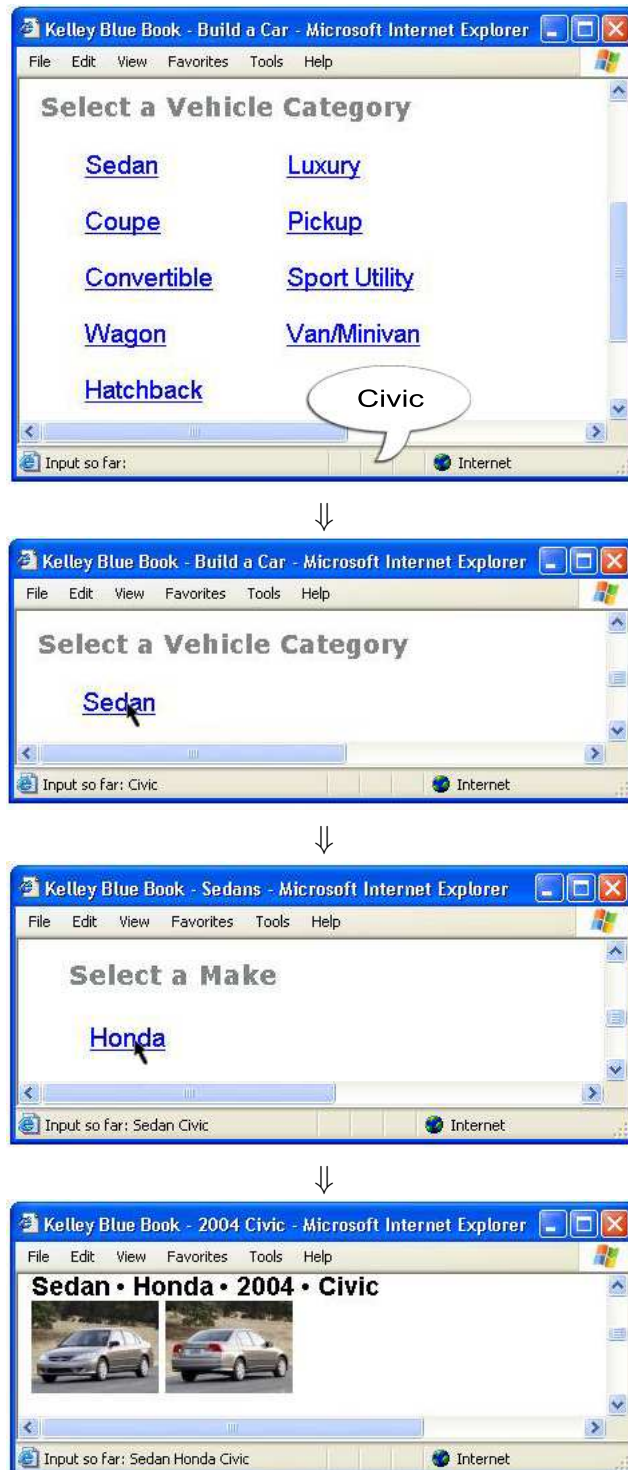 Kelley Blue Book - Build a Car - Microsoft Internet Explorer
File Edit View Favorites Tools Help
Select a Vehicle Category
Sedan Luxury
Coupe Pickup
Convertible Sport Utility
Wagon Van/Minivan
Hatchback
Civic
Input so far: Internet
⇓
Kelley Blue Book - Build a Car - Microsoft Internet Explorer
File Edit View Favorites Tools Help
Select a Vehicle Category
Sedan
Input so far: Civic Internet
⇓
Kelley Blue Book - Sedans - Microsoft Internet Explorer
File Edit View Favorites Tools Help
Select a Make
Honda
Input so far: Sedan Civic Internet
⇓
Kelley Blue Book - 2004 Civic - Microsoft Internet Explorer
File Edit View Favorites Tools Help
Sedan • Honda • 2004 • Civic
Input so far: Sedan Honda Civic Internet